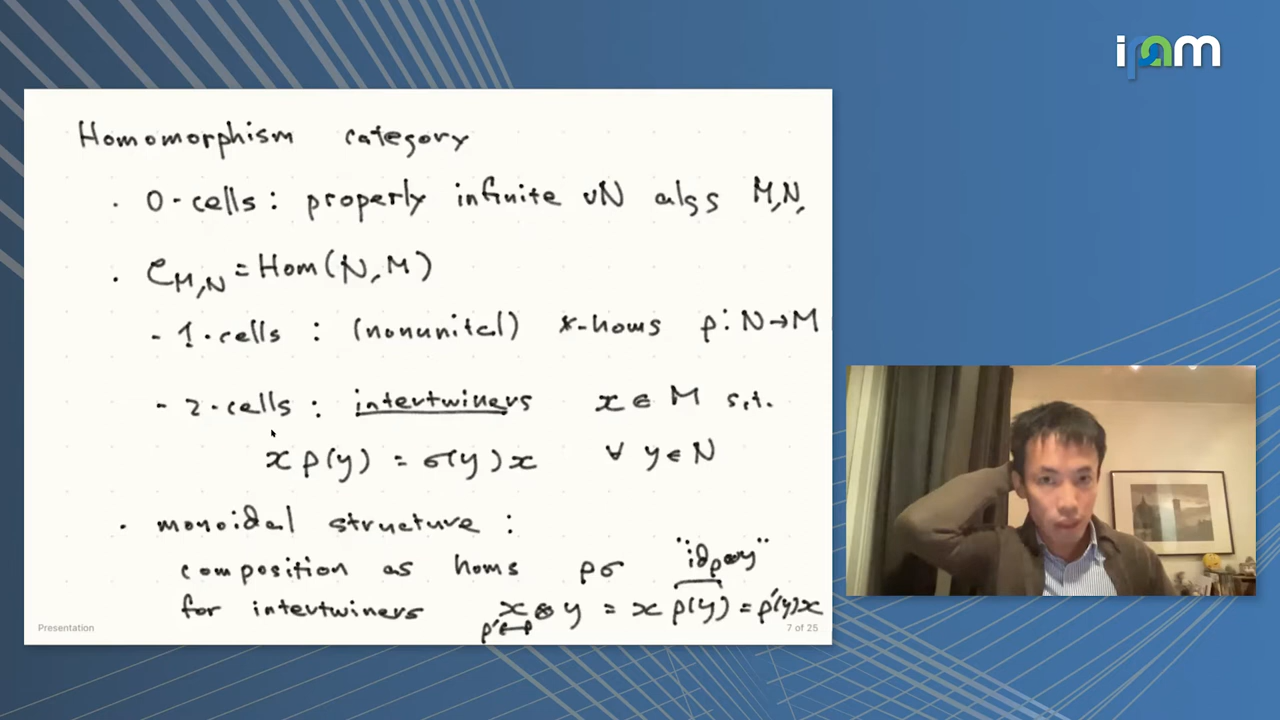 ipam
Homomorphism category
· 0-cells : properly infinite vN algs M,N,
· C_{M,N} = Hom(N, M)
- 1-cells : (nonunital) *-homs ρ : N→M
- 2-cells : intertwiners x ∈ M s.t.
x ρ(y) = σ(y) x ∀ y ∈ N
· monoidal structure :
composition as homs ρσ "id_ρ⊗y"
for intertwiners x ⊗ y = x ρ(y) = ρ'(y) x
ρ'←ρ
Presentation
7 of 25